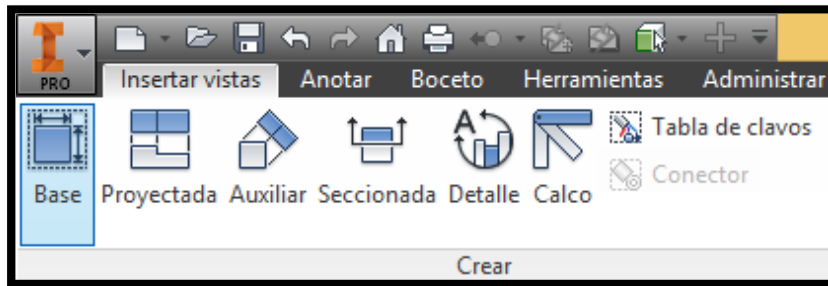 PRO
Insertar vistas Anotar Boceto Herramientas Administrar
Base Proyectada Auxiliar Seccionada Detalle Calco
Tabla de clavos
Conector
Crear